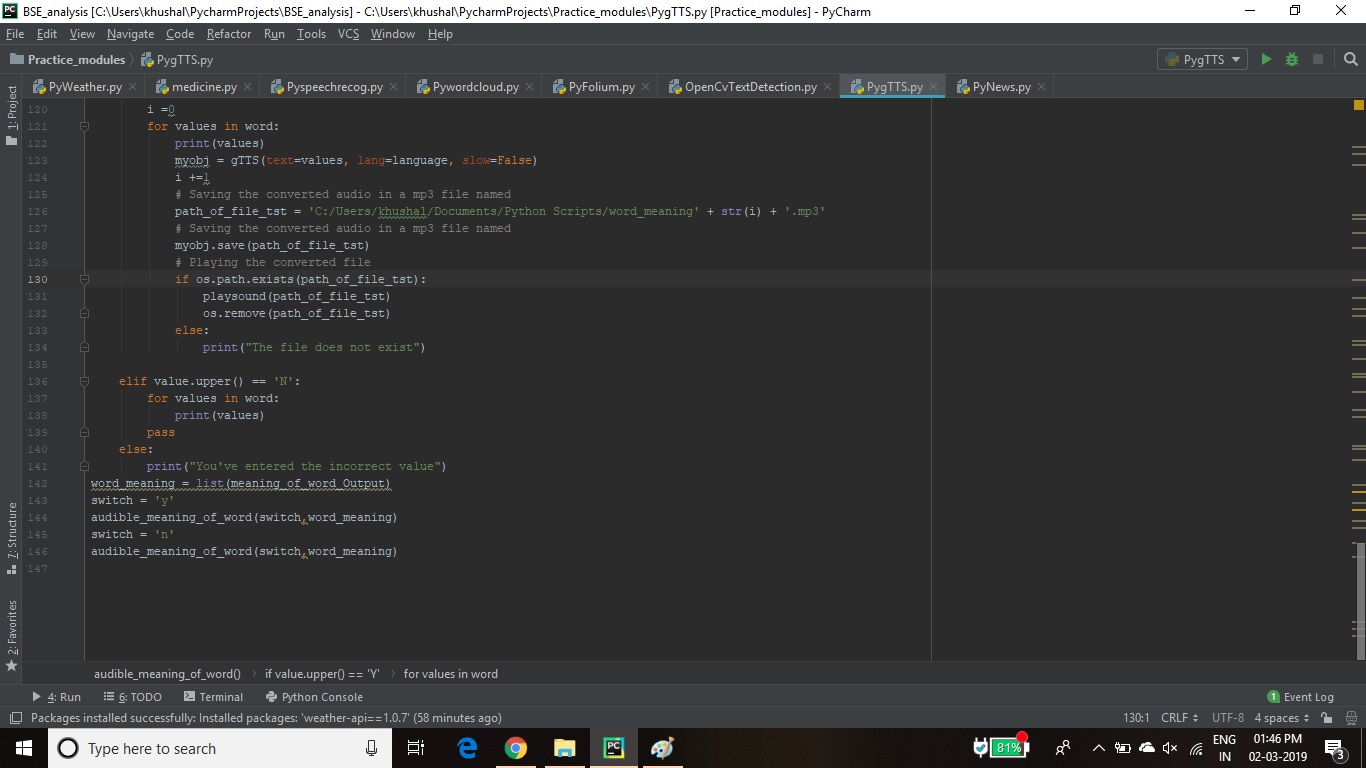 BSE_analysis [C:\Users\khushal\PycharmProjects\BSE_analysis] - C:\Users\khushal\PycharmProjects\Practice_modules\PygTTS.py [Practice_modules] - PyCharm
File Edit View Navigate Code Refactor Run Tools VCS Window Help
Practice_modules PygTTS.py PygTTS
PyWeather.py medicine.py Pyspeechrecog.py Pywordcloud.py PyFolium.py OpenCvTextDetection.py PygTTS.py PyNews.py
1: Project
7: Structure
2: Favorites
120 i =0
121 for values in word:
122 print(values)
123 myobj = gTTS(text=values, lang=language, slow=False)
124 i +=1
125 # Saving the converted audio in a mp3 file named
126 path_of_file_tst = 'C:/Users/khushal/Documents/Python Scripts/word_meaning' + str(i) + '.mp3'
127 # Saving the converted audio in a mp3 file named
128 myobj.save(path_of_file_tst)
129 # Playing the converted file
130 if os.path.exists(path_of_file_tst):
131 playsound(path_of_file_tst)
132 os.remove(path_of_file_tst)
133 else:
134 print("The file does not exist")
135
136 elif value.upper() == 'N':
137 for values in word:
138 print(values)
139 pass
140 else:
141 print("You've entered the incorrect value")
142 word_meaning = list(meaning_of_word_Output)
143 switch = 'y'
144 audible_meaning_of_word(switch,word_meaning)
145 switch = 'n'
146 audible_meaning_of_word(switch,word_meaning)
147
audible_meaning_of_word() if value.upper() == 'Y' for values in word
4: Run 6: TODO Terminal Python Console 1 Event Log
Packages installed successfully: Installed packages: 'weather-api==1.0.7' (58 minutes ago) 130:1 CRLF UTF-8 4 spaces
Type here to search 81% ENG 01:46 PM
IN 02-03-2019 3